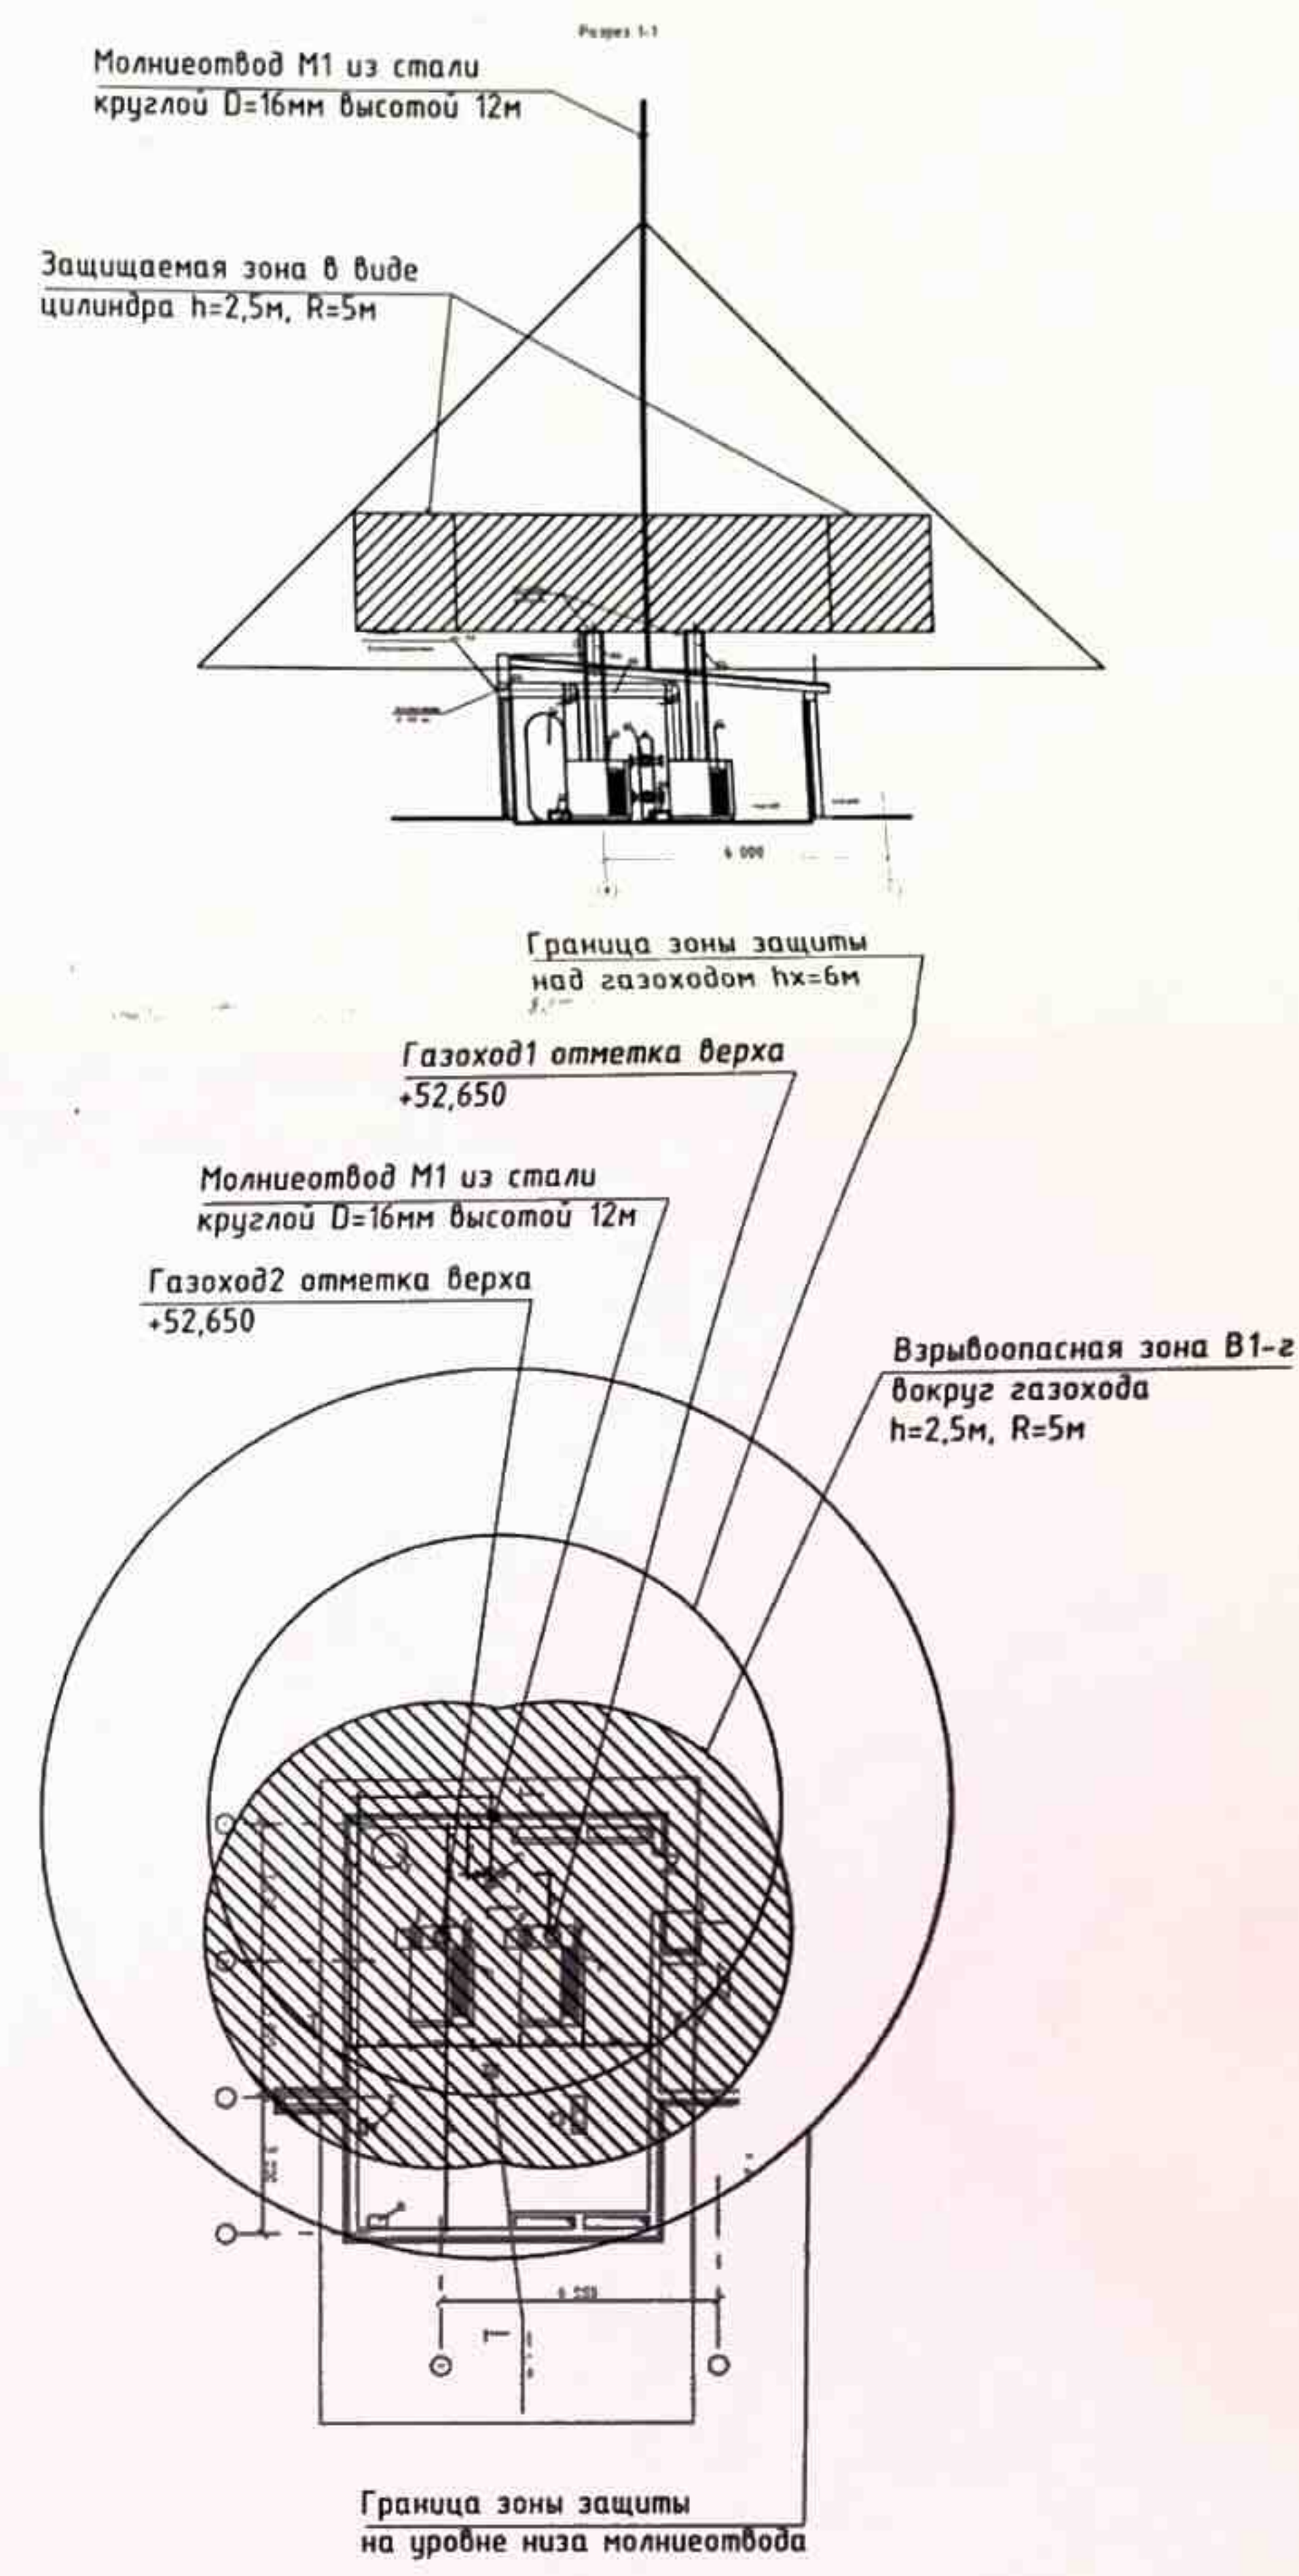 Разрез 1-1
Молниеотвод М1 из стали
круглой D=16мм высотой 12м
Защищаемая зона в виде
цилиндра h=2,5м, R=5м
6 000
Граница зоны защиты
над газоходом hx=6м
Газоход1 отметка верха
+52,650
Молниеотвод М1 из стали
круглой D=16мм высотой 12м
Газоход2 отметка верха
+52,650
Взрывоопасная зона В1-г
вокруг газохода
h=2,5м, R=5м
Граница зоны защиты
на уровне низа молниеотвода